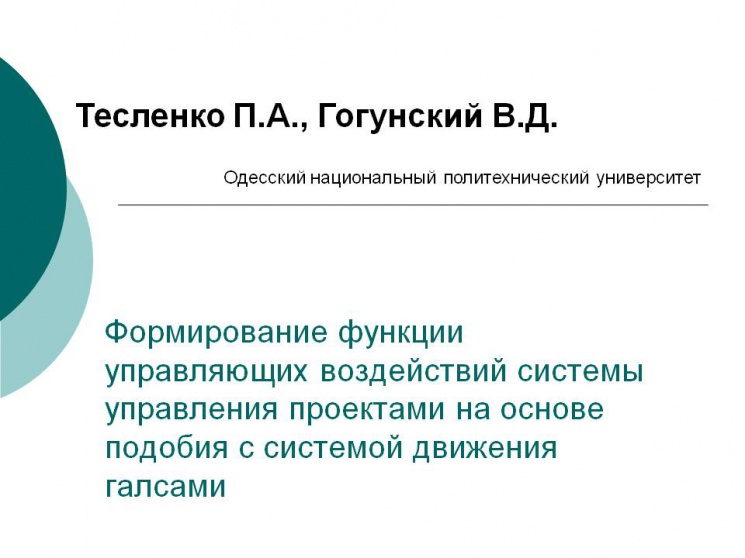 Тесленко П.А., Гогунский В.Д.
Одесский национальный политехнический университет
Формирование функции
управляющих воздействий системы
управления проектами на основе
подобия с системой движения
галсами